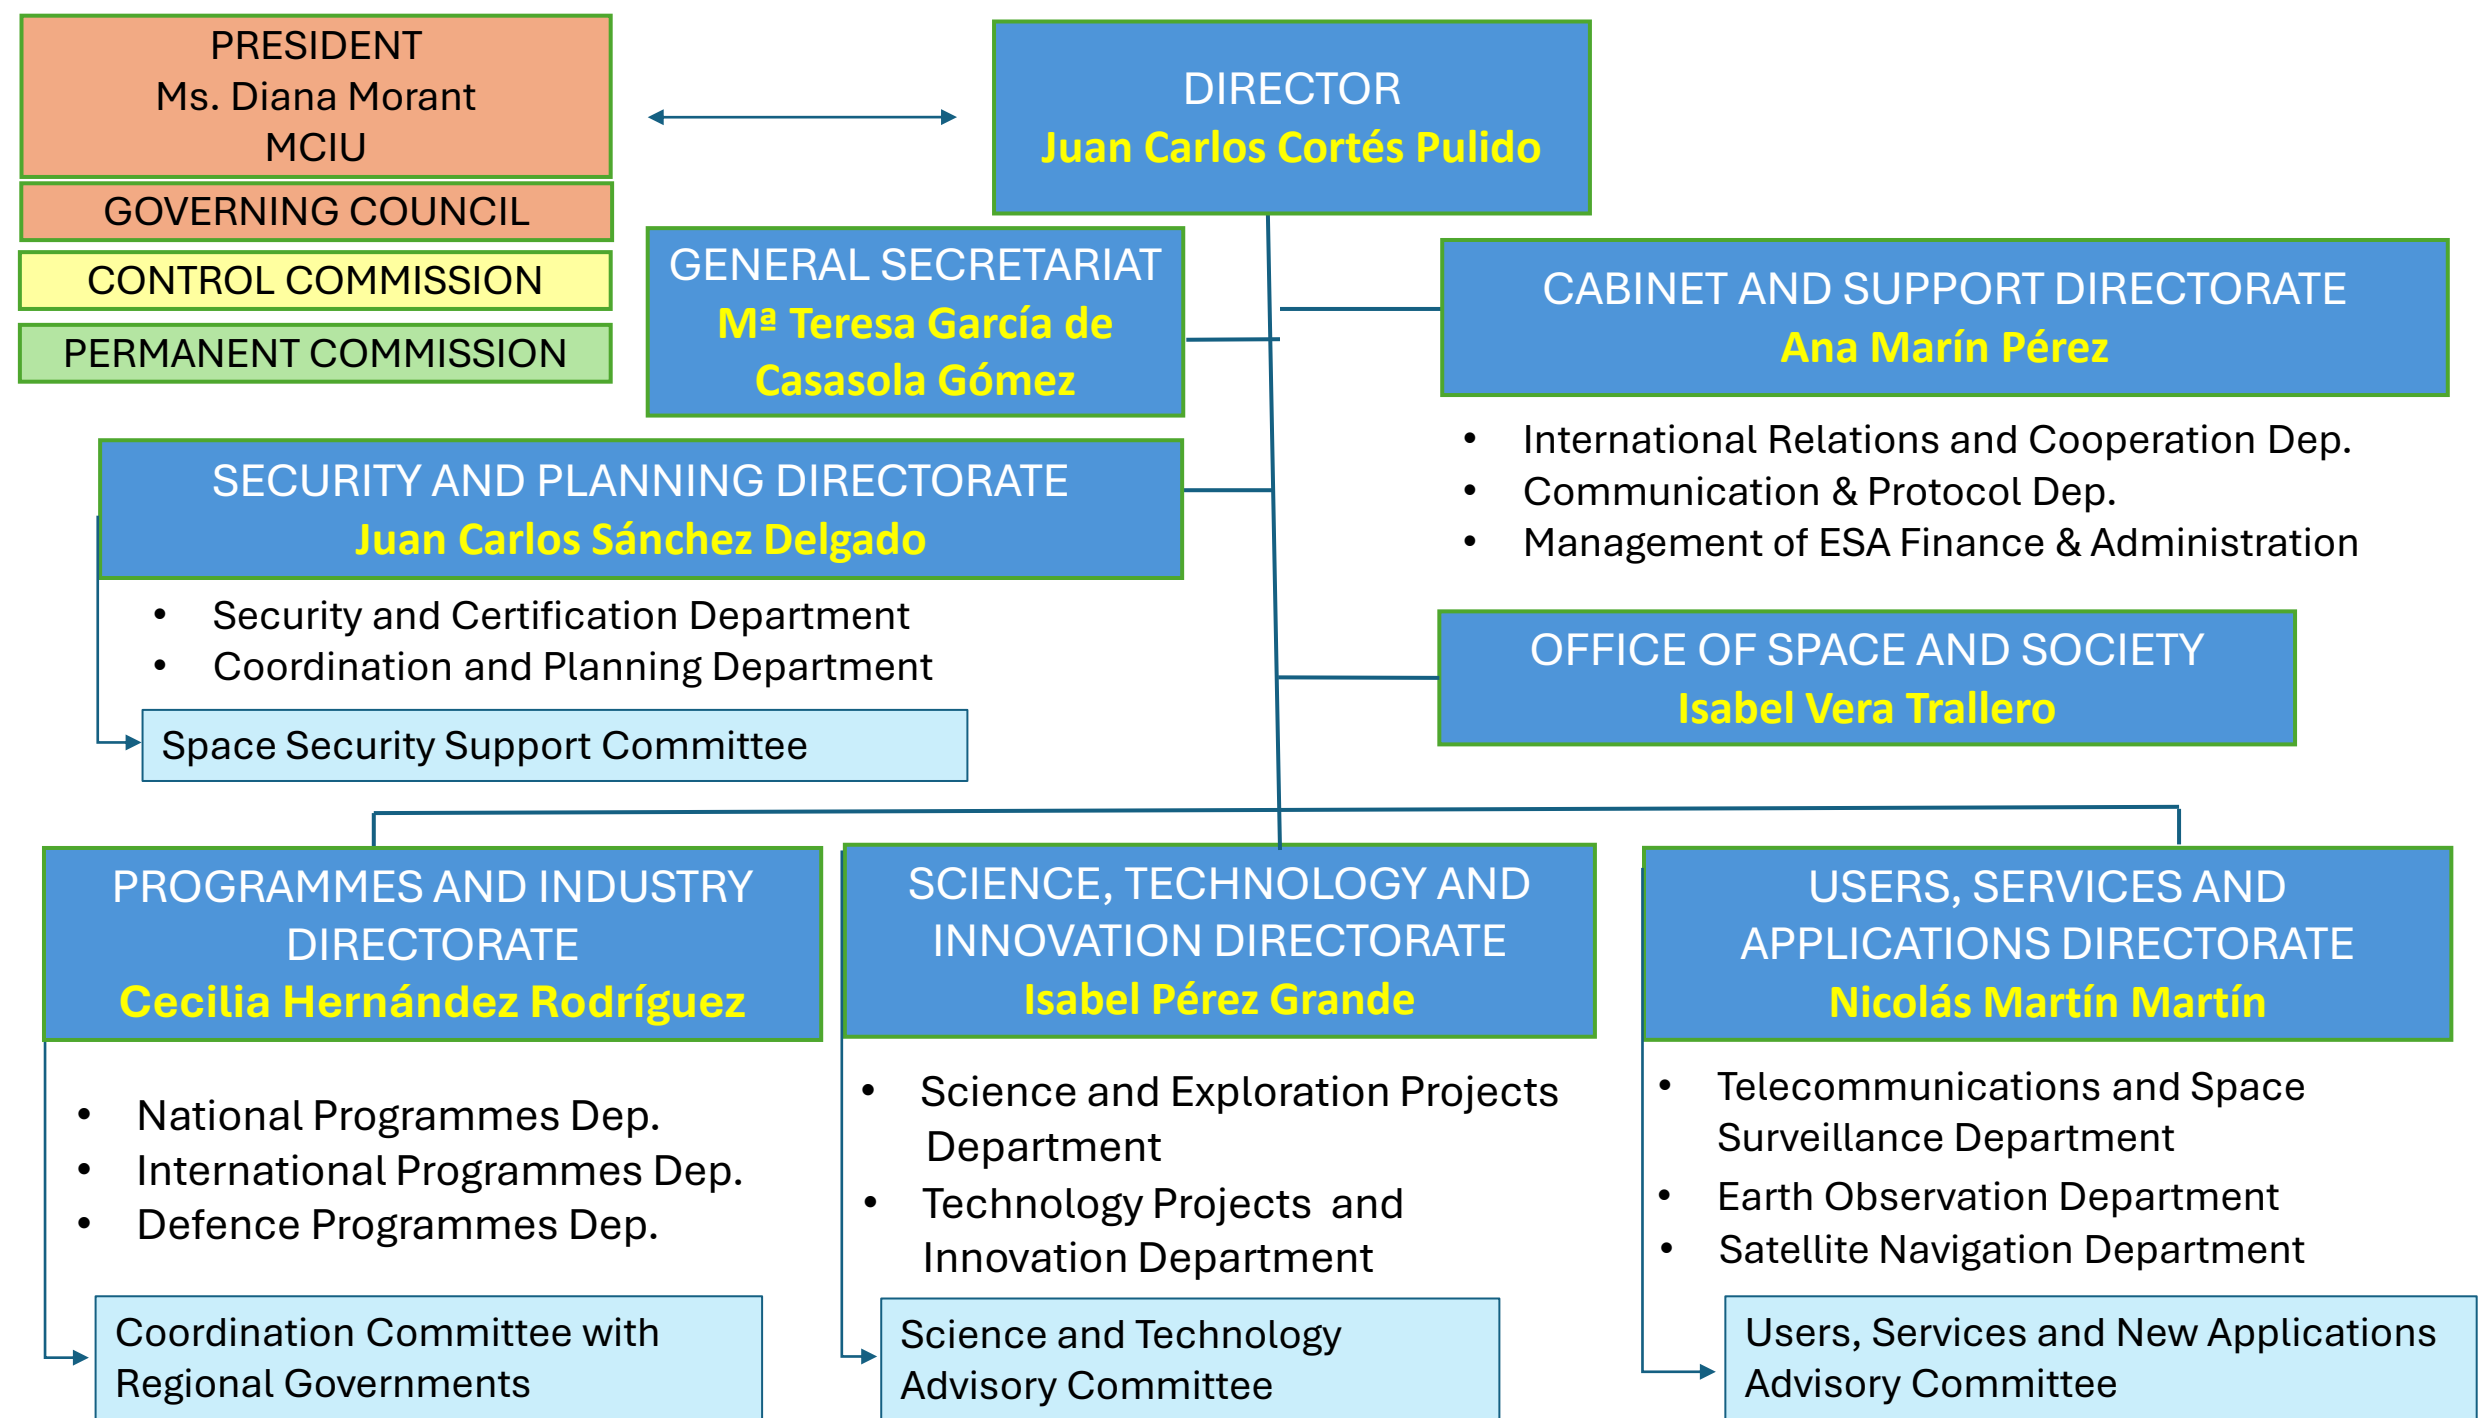 PRESIDENT
Ms. Diana Morant
MCIU
GOVERNING COUNCIL
CONTROL COMMISSION
PERMANENT COMMISSION
DIRECTOR
Juan Carlos Cortés Pulido
GENERAL SECRETARIAT
Mª Teresa García de
Casasola Gómez
CABINET AND SUPPORT DIRECTORATE
Ana Marín Pérez
• International Relations and Cooperation Dep.
• Communication & Protocol Dep.
• Management of ESA Finance & Administration
SECURITY AND PLANNING DIRECTORATE
Juan Carlos Sánchez Delgado
• Security and Certification Department
• Coordination and Planning Department
Space Security Support Committee
OFFICE OF SPACE AND SOCIETY
Isabel Vera Trallero
PROGRAMMES AND INDUSTRY
DIRECTORATE
Cecilia Hernández Rodríguez
• National Programmes Dep.
• International Programmes Dep.
• Defence Programmes Dep.
Coordination Committee with
Regional Governments
SCIENCE, TECHNOLOGY AND
INNOVATION DIRECTORATE
Isabel Pérez Grande
• Science and Exploration Projects
Department
• Technology Projects and
Innovation Department
Science and Technology
Advisory Committee
USERS, SERVICES AND
APPLICATIONS DIRECTORATE
Nicolás Martín Martín
• Telecommunications and Space
Surveillance Department
• Earth Observation Department
• Satellite Navigation Department
Users, Services and New Applications
Advisory Committee